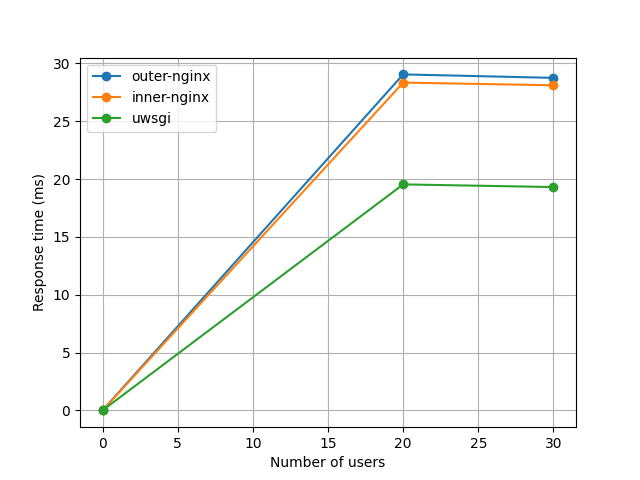 outer-nginx
inner-nginx
uwsgi
30
25
20
15
10
5
0
Response time (ms)
0 5 10 15 20 25 30
Number of users